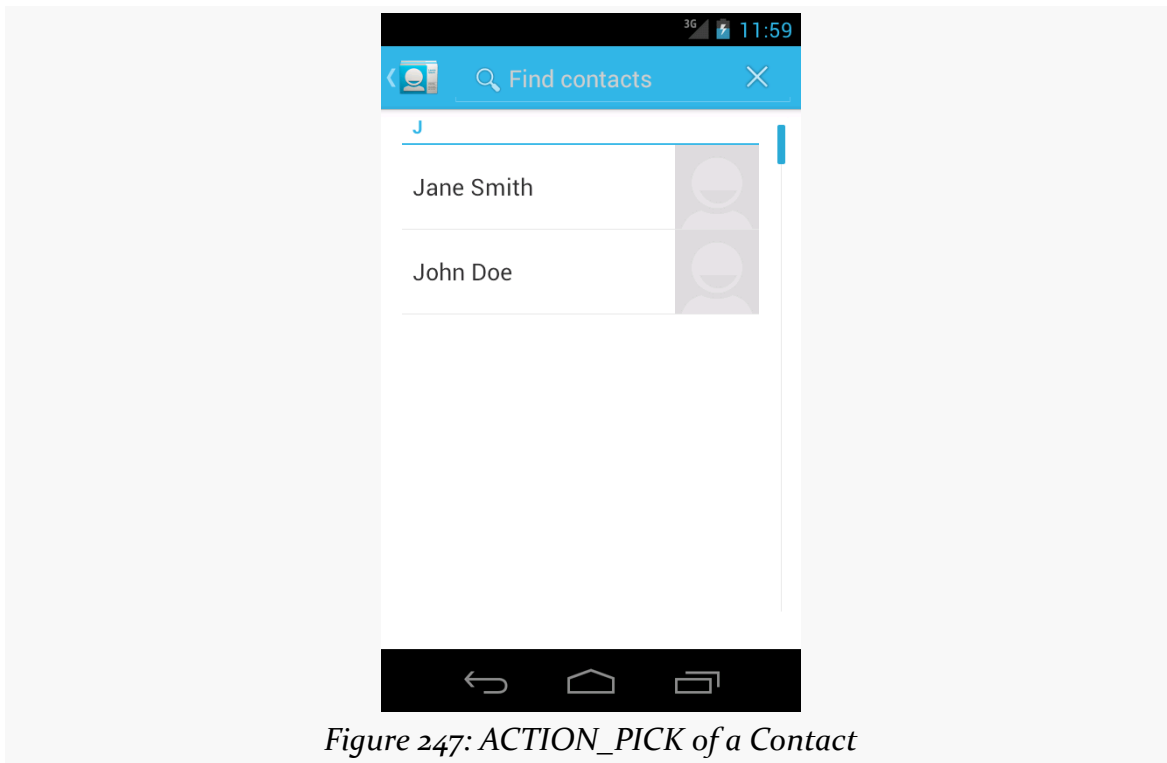 3G 11:59
Find contacts
J
Jane Smith
John Doe
Figure 247: ACTION_PICK of a Contact